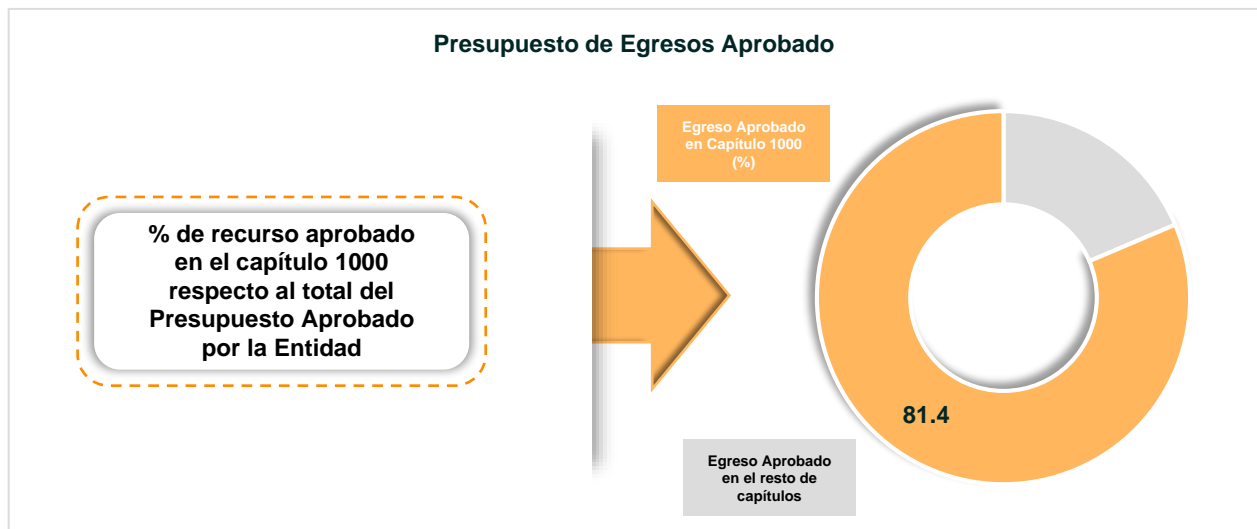 Presupuesto de Egresos Aprobado
% de recurso aprobado
en el capítulo 1000
respecto al total del
Presupuesto Aprobado
por la Entidad
Egreso Aprobado
en Capítulo 1000
(%)
81.4
Egreso Aprobado
en el resto de
capítulos